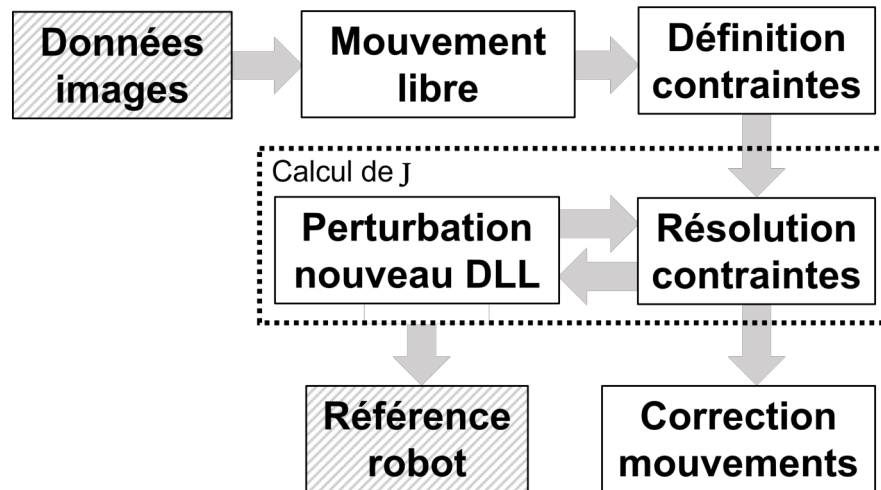 Données
images
Mouvement
libre
Définition
contraintes
Calcul de J
Perturbation
nouveau DLL
Résolution
contraintes
Référence
robot
Correction
mouvements